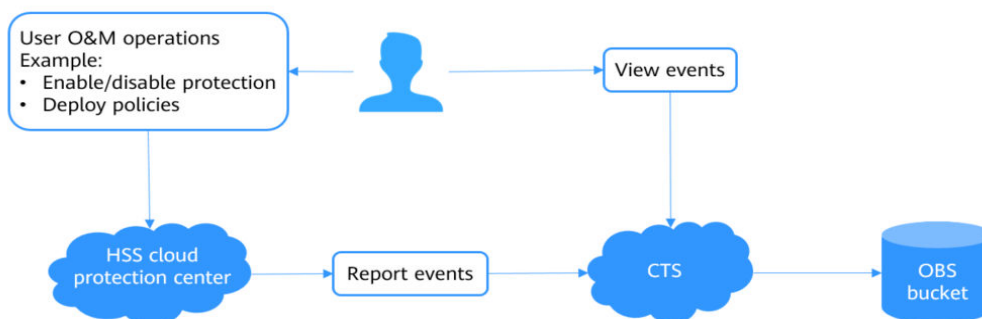 User O&M operations
Example:
• Enable/disable protection
• Deploy policies
View events
HSS cloud
protection center
Report events
CTS
OBS
bucket